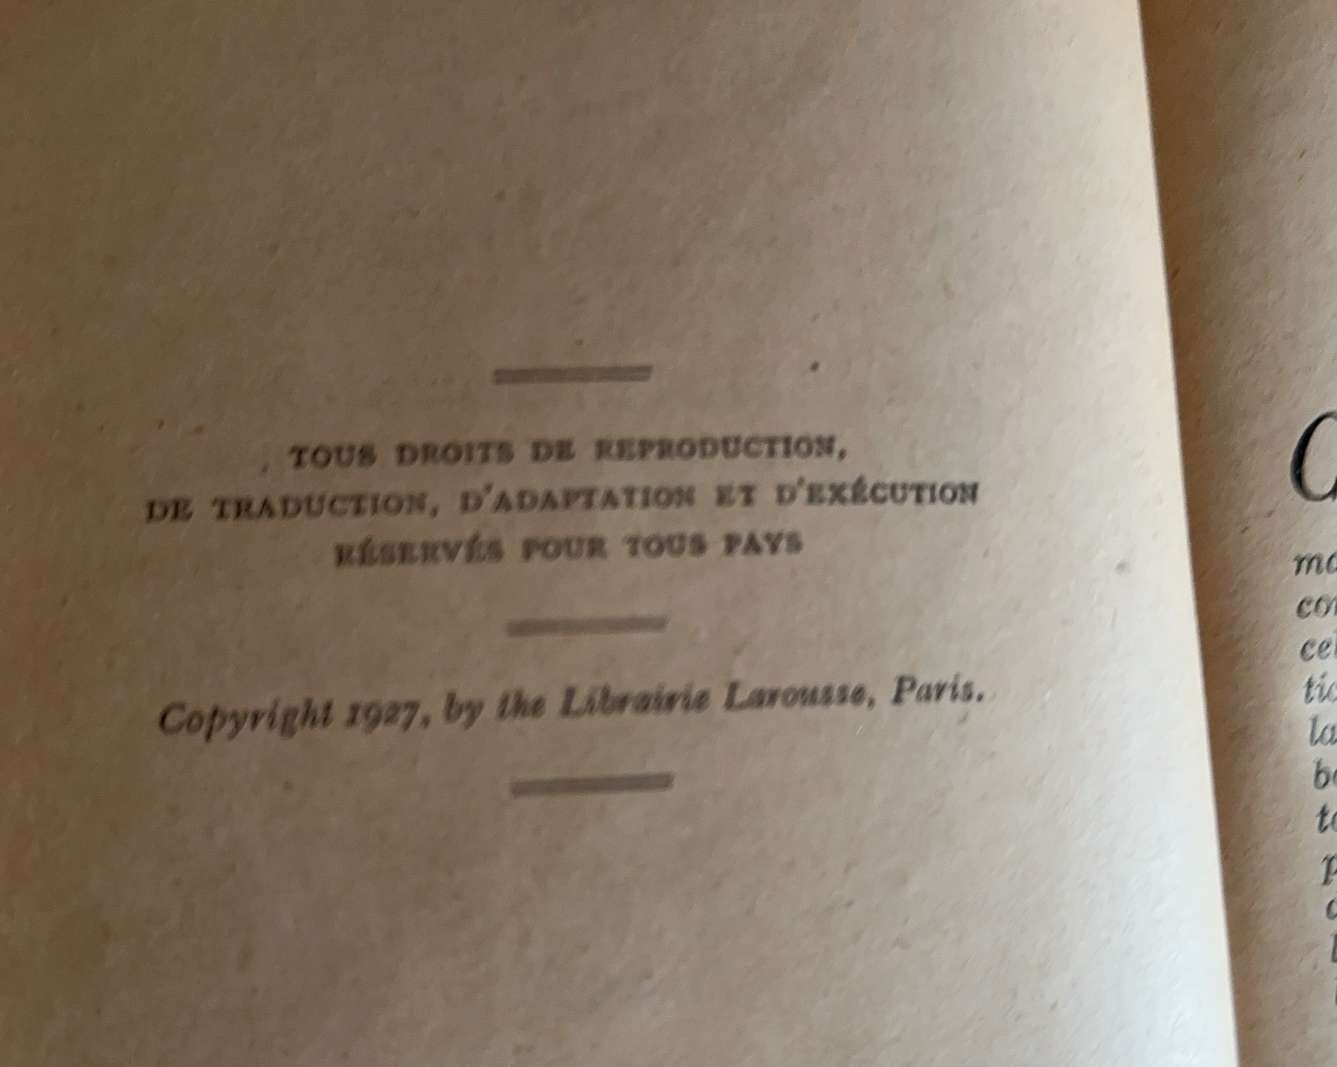 TOUS DROITS DE REPRODUCTION,
DE TRADUCTION, D'ADAPTATION ET D'EXÉCUTION
RÉSERVÉS POUR TOUS PAYS
Copyright 1927, by the Librairie Larousse, Paris.